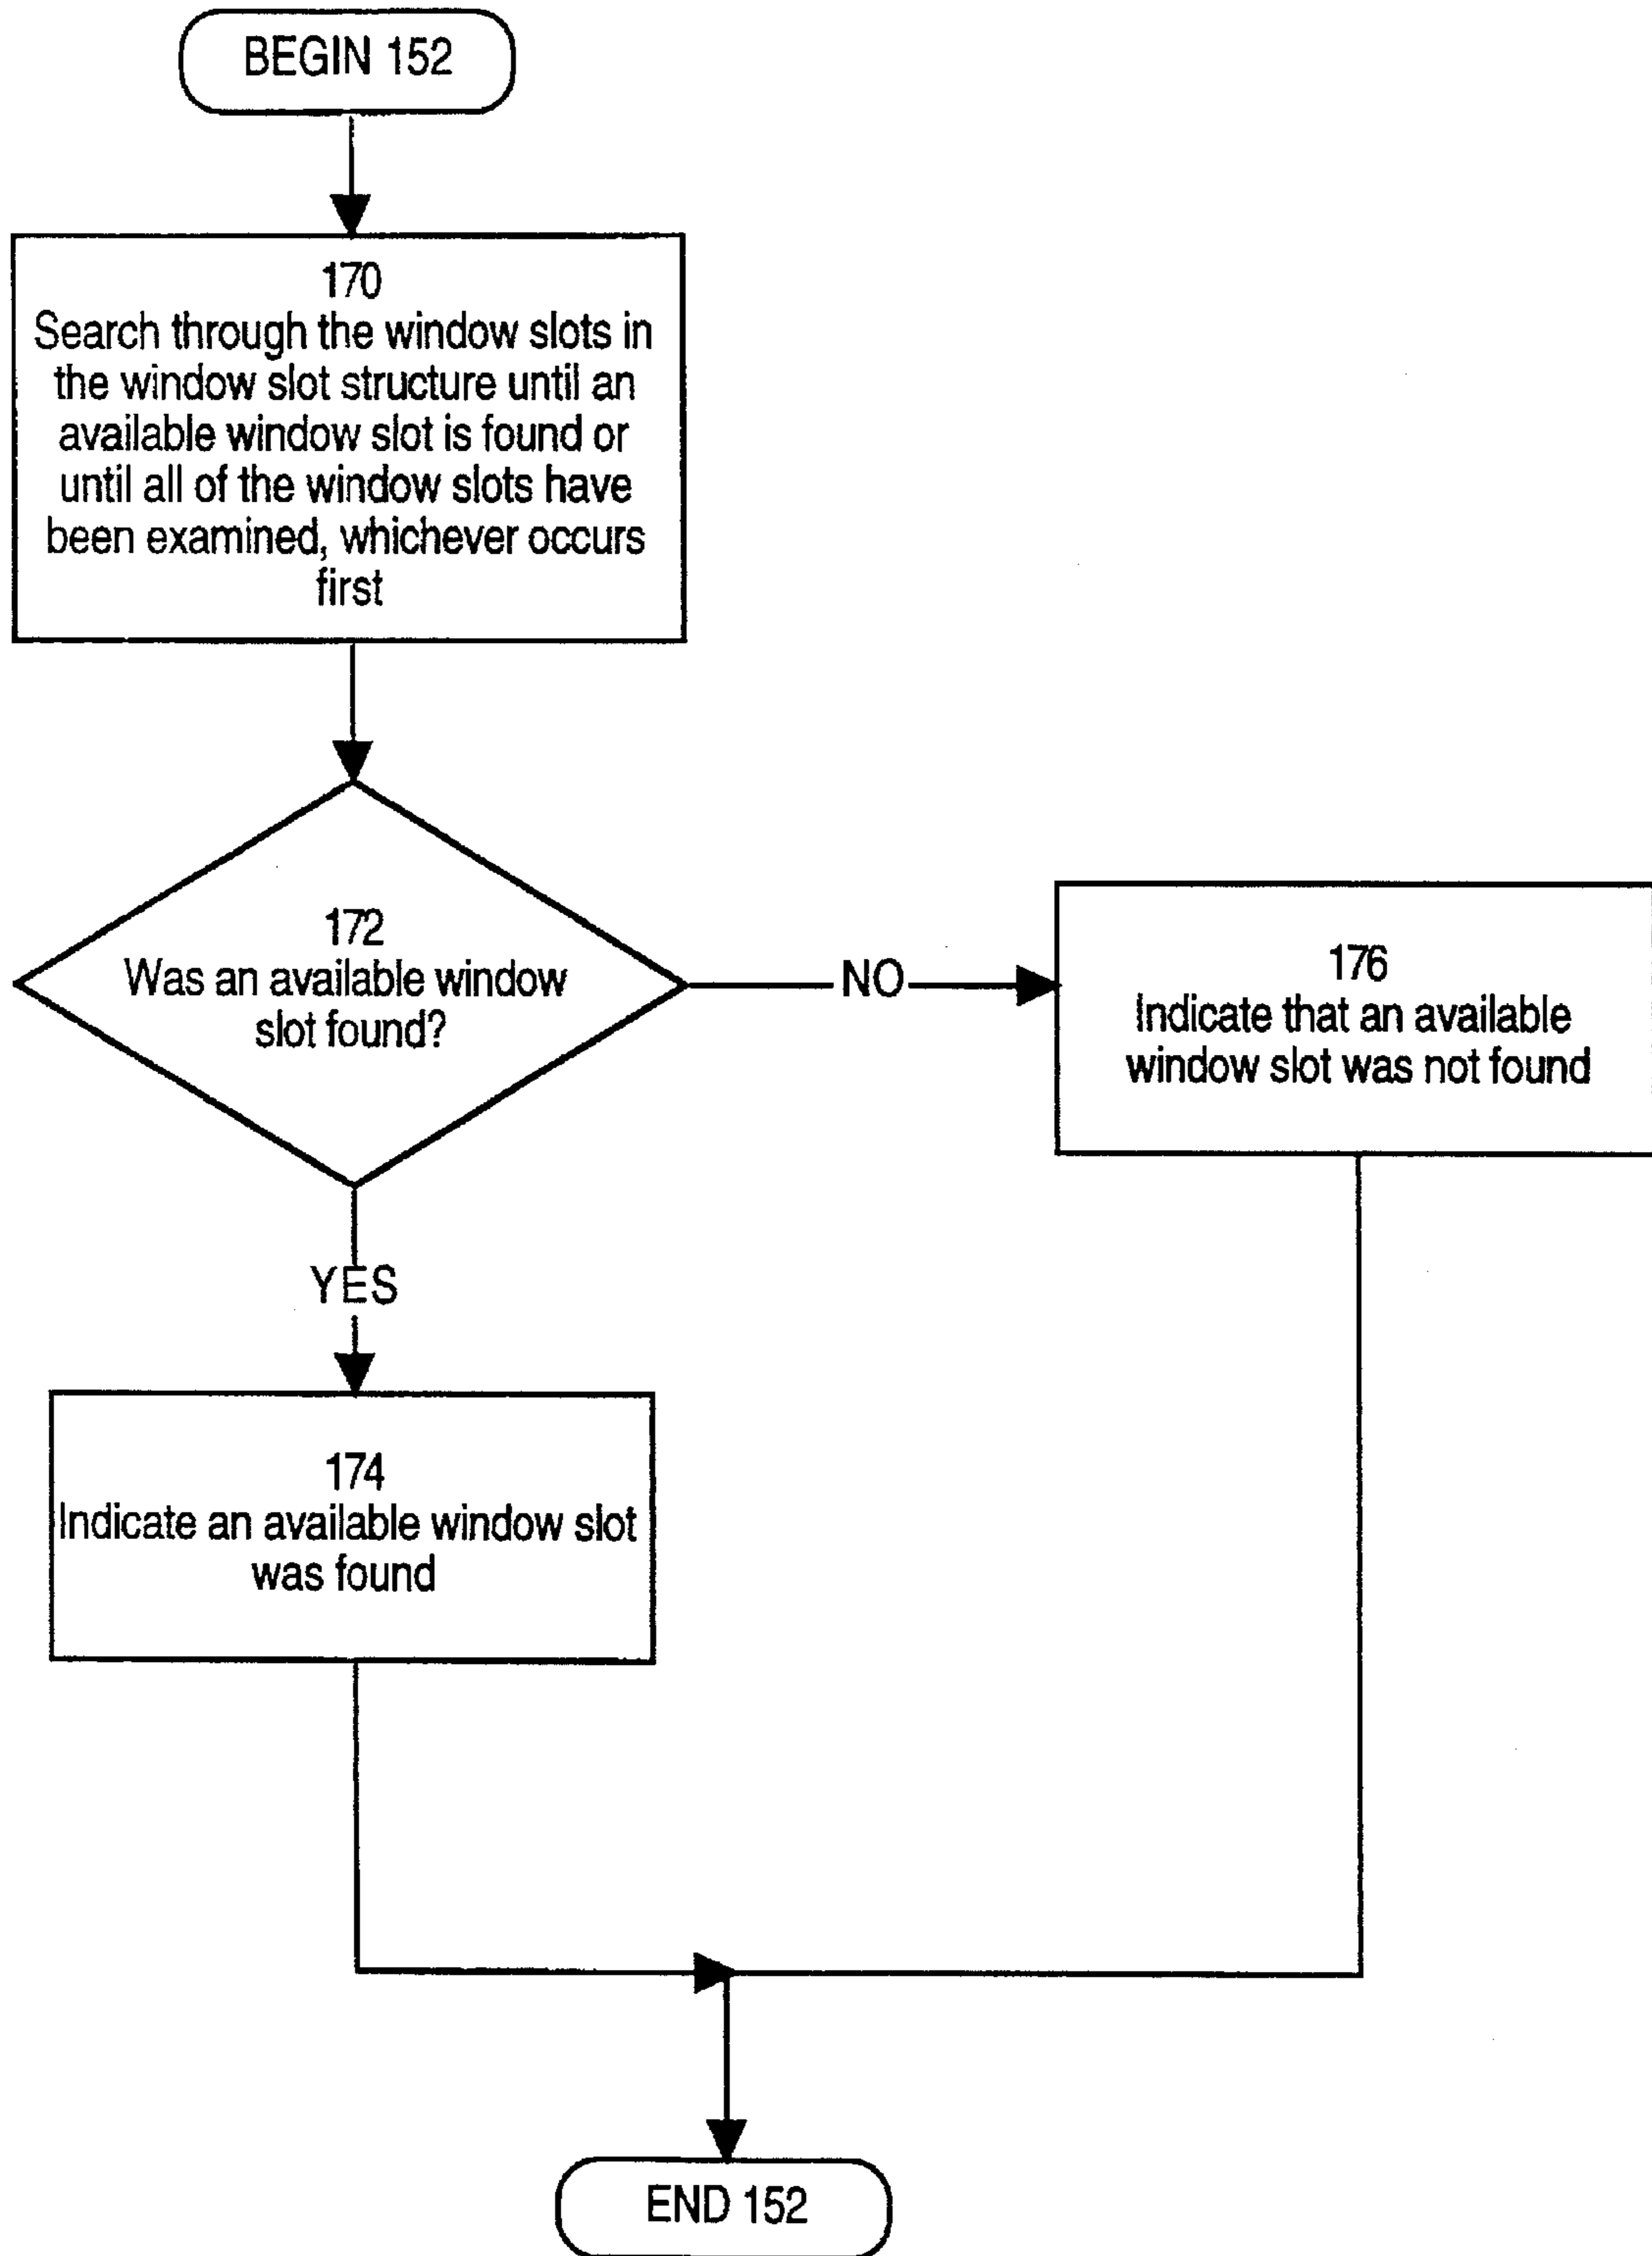 BEGIN 152
170
Search through the window slots in
the window slot structure until an
available window slot is found or
until all of the window slots have
been examined, whichever occurs
first
172
Was an available window
slot found?
NO
176
Indicate that an available
window slot was not found
YES
174
Indicate an available window slot
was found
END 152